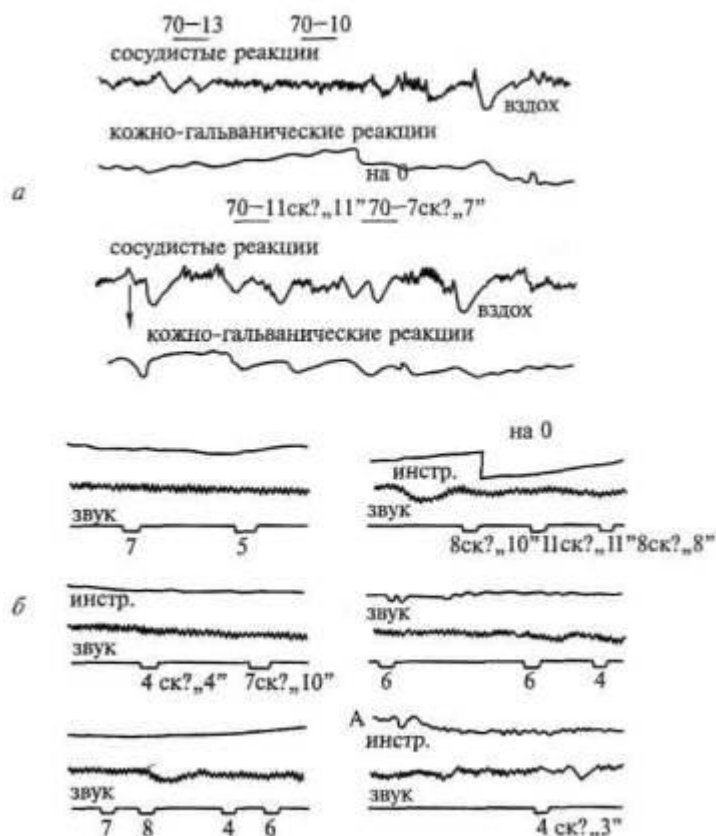 70–13 70–10
сосудистые реакции
вздох
кожно-гальванические реакции
на 0
а
70–11ск?„11” 70–7ск?„7”
сосудистые реакции
вздох
кожно-гальванические реакции
на 0
инстр.
звук
звук
7 5
8ск?„10”11ск?„11”8ск?„8”
б
инстр.
звук
звук
звук
4 ск?„4” 7ск?„10”
6 6 4
А
инстр.
звук
звук
7 8 4 6
4 ск?„3”